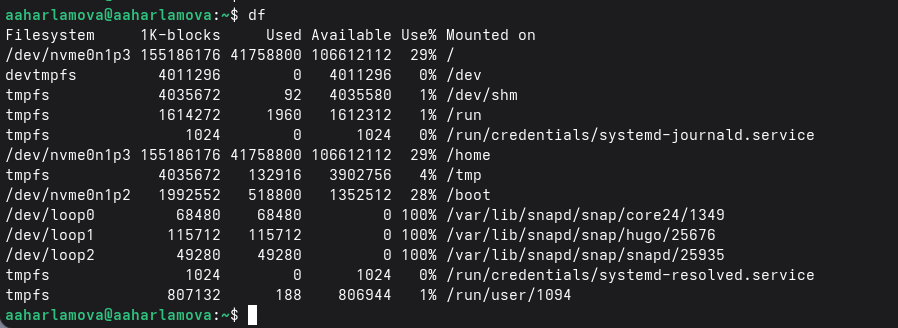 aaharlamova@aaharlamova:~$ df
Filesystem     1K-blocks     Used Available Use% Mounted on
/dev/nvme0n1p3 155186176 41758800 106612112  29% /
devtmpfs         4011296        0   4011296   0% /dev
tmpfs            4035672       92   4035580   1% /dev/shm
tmpfs            1614272     1960   1612312   1% /run
tmpfs               1024        0      1024   0% /run/credentials/systemd-journald.service
/dev/nvme0n1p3 155186176 41758800 106612112  29% /home
tmpfs            4035672   132916   3902756   4% /tmp
/dev/nvme0n1p2   1992552   518800   1352512  28% /boot
/dev/loop0         68480    68480         0 100% /var/lib/snapd/snap/core24/1349
/dev/loop1        115712   115712         0 100% /var/lib/snapd/snap/hugo/25676
/dev/loop2         49280    49280         0 100% /var/lib/snapd/snap/snapd/25935
tmpfs               1024        0      1024   0% /run/credentials/systemd-resolved.service
tmpfs             807132      188    806944   1% /run/user/1094
aaharlamova@aaharlamova:~$